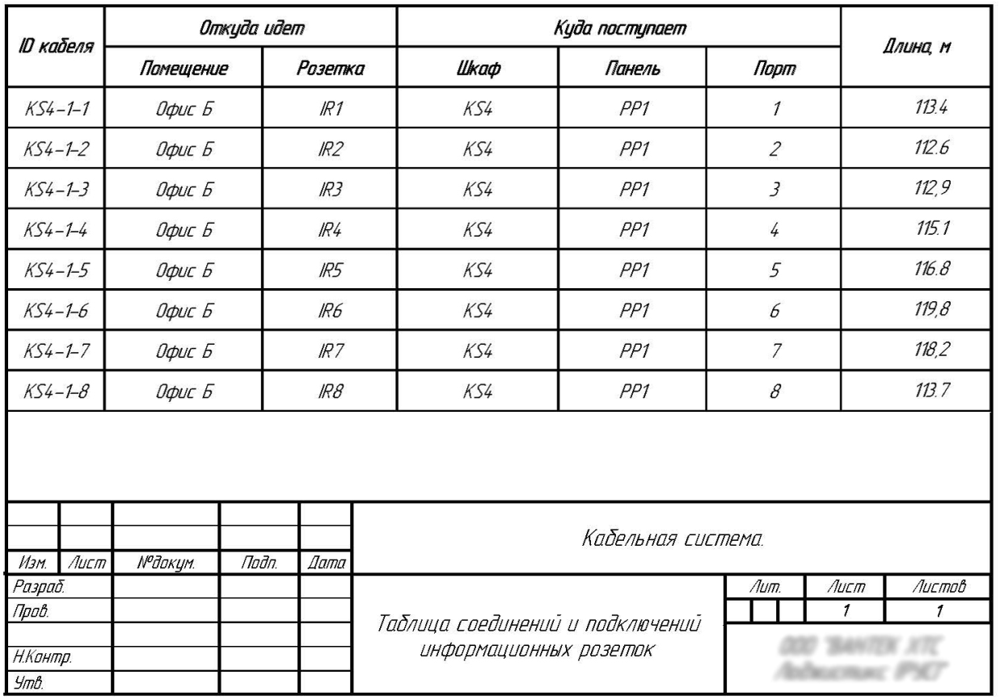 ID кабеля Откуда идет Куда поступает Длина, м
Помещение Розетка Шкаф Панель Порт
KS4-1-1 Офис Б IR1 KS4 PP1 1 113.4
KS4-1-2 Офис Б IR2 KS4 PP1 2 112.6
KS4-1-3 Офис Б IR3 KS4 PP1 3 112,9
KS4-1-4 Офис Б IR4 KS4 PP1 4 115.1
KS4-1-5 Офис Б IR5 KS4 PP1 5 116.8
KS4-1-6 Офис Б IR6 KS4 PP1 6 119,8
KS4-1-7 Офис Б IR7 KS4 PP1 7 118,2
KS4-1-8 Офис Б IR8 KS4 PP1 8 113.7
Кабельная система.
Изм. Лист №докум. Подп. Дата
Разраб.
Пров.
Н.Контр.
Утв.
Таблица соединений и подключений
информационных розеток
Лит. Лист Листов
1 1
ООО